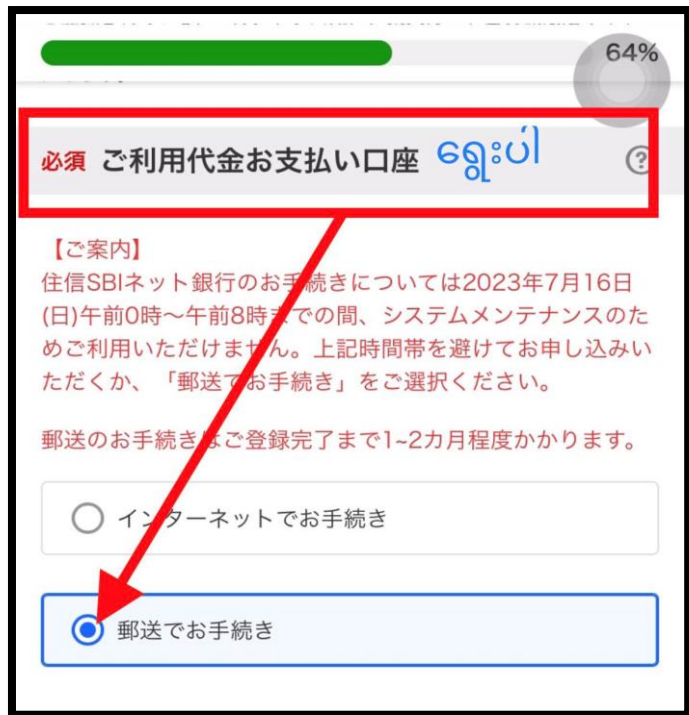 64%
必須 ご利用代金お支払い口座 ရွေးပါ ?
【ご案内】
住信SBIネット銀行のお手続きについては2023年7月16日
(日)午前0時～午前8時までの間、システムメンテナンスのた
めご利用いただけません。上記時間帯を避けてお申し込みい
ただくか、「郵送でお手続き」をご選択ください。
郵送のお手続きはご登録完了まで1~2カ月程度かかります。
インターネットでお手続き
郵送でお手続き